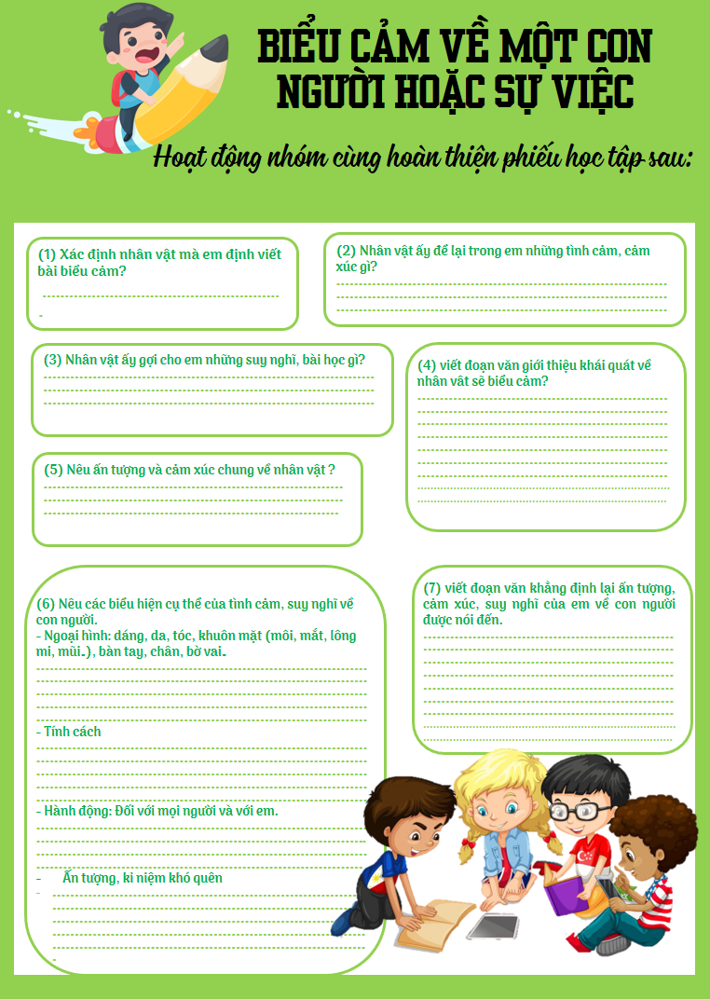 BIỂU CẢM VỀ MỘT CON
NGƯỜI HOẶC SỰ VIỆC
Hoạt động nhóm cùng hoàn thiện phiếu học tập sau:
(1) Xác định nhân vật mà em định viết
bài biểu cảm?
(2) Nhân vật ấy để lại trong em những tình cảm, cảm
xúc gì?
(3) Nhân vật ấy gợi cho em những suy nghĩ, bài học gì?
(4) viết đoạn văn giới thiệu khái quát về
nhân vât sẽ biểu cảm?
(5) Nêu ấn tượng và cảm xúc chung về nhân vật ?
(6) Nêu các biểu hiện cụ thể của tình cảm, suy nghĩ về
con người.
- Ngoại hình: dáng, da, tóc, khuôn mặt (môi, mắt, lông
mi, mũi..), bàn tay, chân, bờ vai..
- Tính cách
- Hành động: Đối với mọi người và với em.
- Ấn tượng, kỉ niệm khó quên
(7) viết đoạn văn khẳng định lại ấn tượng,
cảm xúc, suy nghĩ của em về con người
được nói đến.